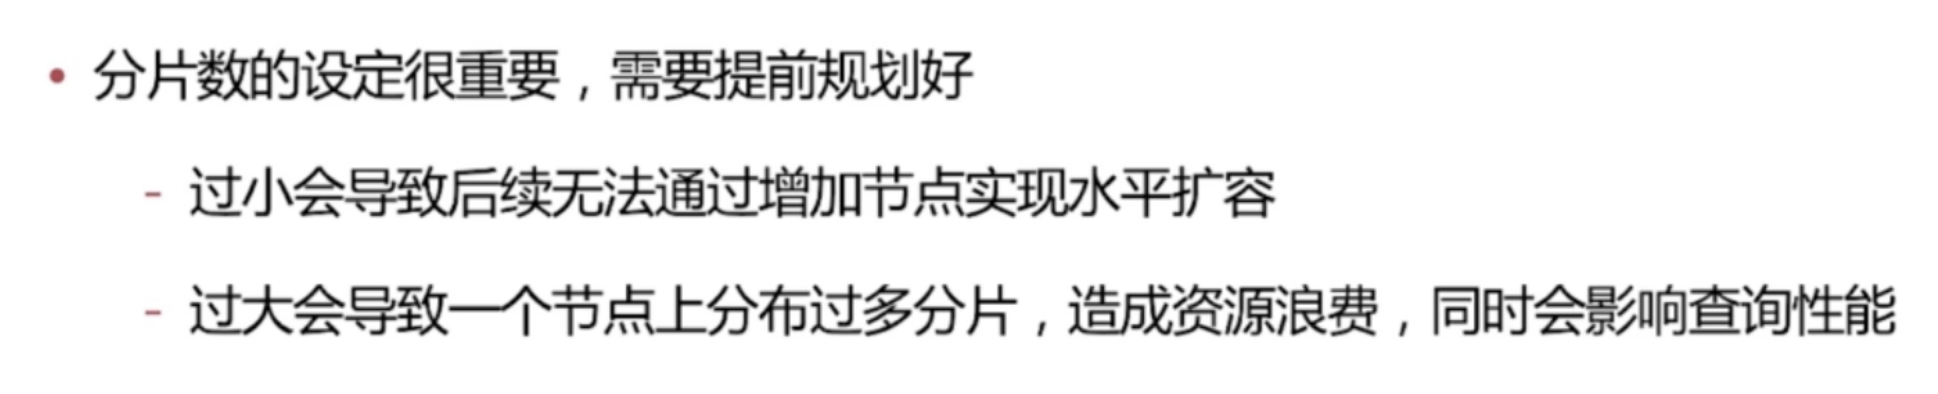 • 分片数的设定很重要，需要提前规划好
- 过小会导致后续无法通过增加节点实现水平扩容
- 过大会导致一个节点上分布过多分片，造成资源浪费，同时会影响查询性能